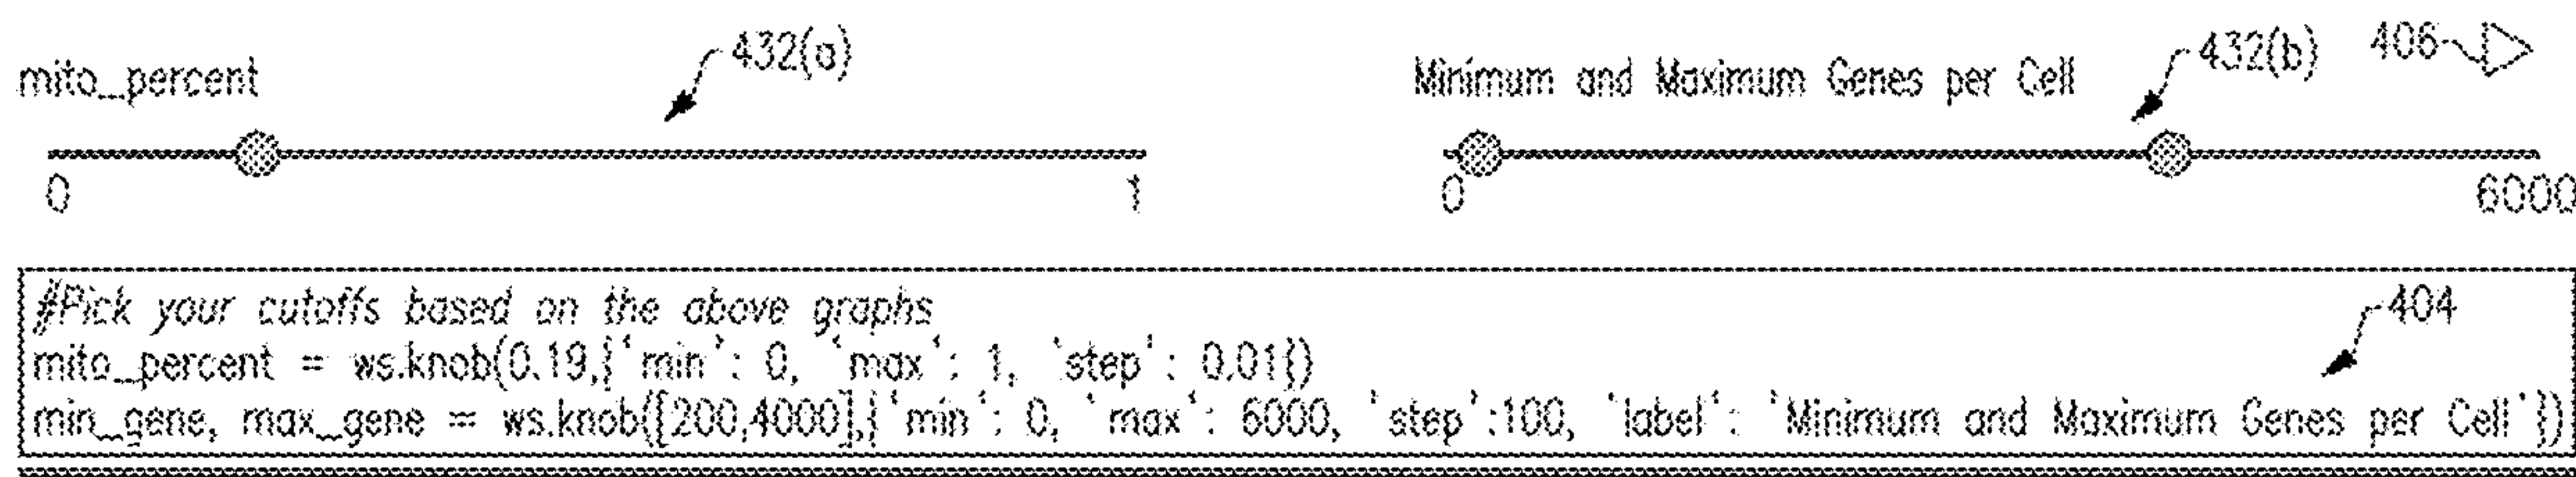 mito_percent 432(a) Minimum and Maximum Genes per Cell 432(b) 406
0 1 0 6000
#Pick your cutoffs based on the above graphs 404
mito_percent = ws.knob(0.19,{'min': 0, 'max': 1, 'step': 0.01})
min_gene, max_gene = ws.knob([200,4000],{'min': 0, 'max': 6000, 'step':100, 'label': 'Minimum and Maximum Genes per Cell'})